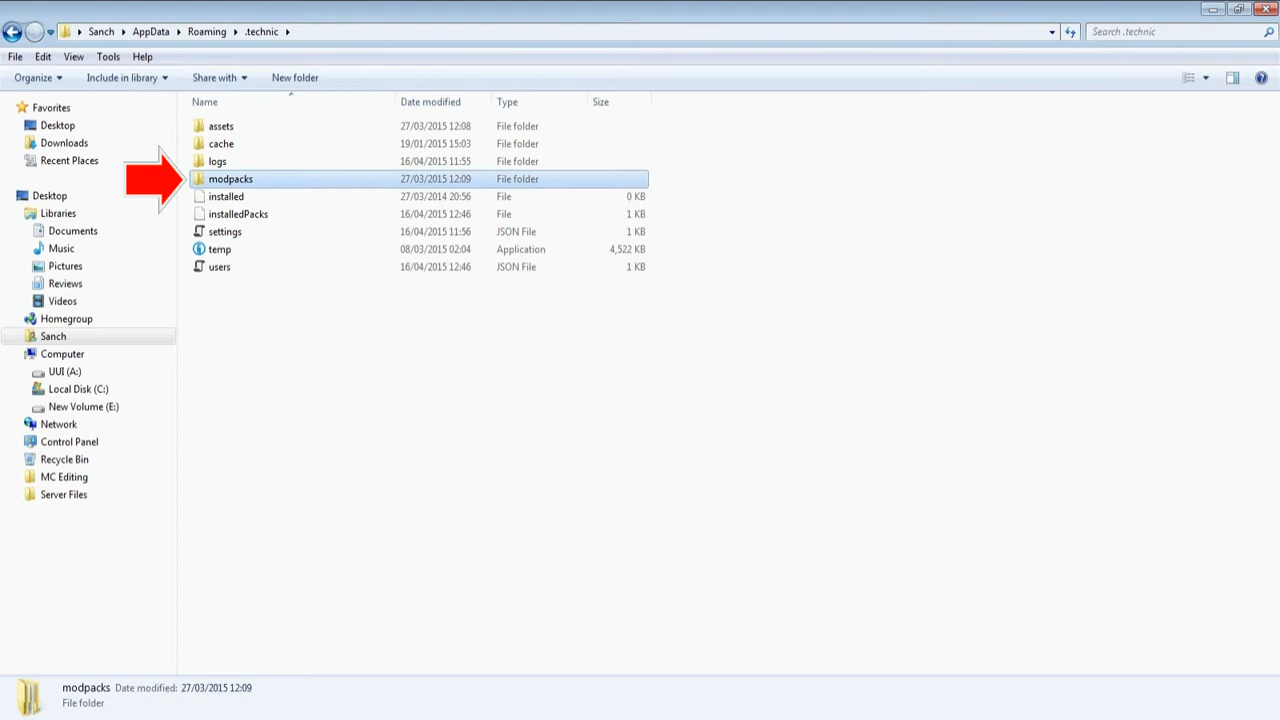 Sanch AppData Roaming .technic Search .technic
File Edit View Tools Help
Organize Include in library Share with New folder
Name Date modified Type Size
Favorites
Desktop
Downloads
Recent Places
Desktop
Libraries
Documents
Music
Pictures
Reviews
Videos
Homegroup
Sanch
Computer
UUI (A:)
Local Disk (C:)
New Volume (E:)
Network
Control Panel
Recycle Bin
MC Editing
Server Files
assets 27/03/2015 12:08 File folder
cache 19/01/2015 15:03 File folder
logs 16/04/2015 11:55 File folder
modpacks 27/03/2015 12:09 File folder
installed 27/03/2014 20:56 File 0 KB
installedPacks 16/04/2015 12:46 File 1 KB
settings 16/04/2015 11:56 JSON File 1 KB
temp 08/03/2015 02:04 Application 4,522 KB
users 16/04/2015 12:46 JSON File 1 KB
modpacks Date modified: 27/03/2015 12:09
File folder